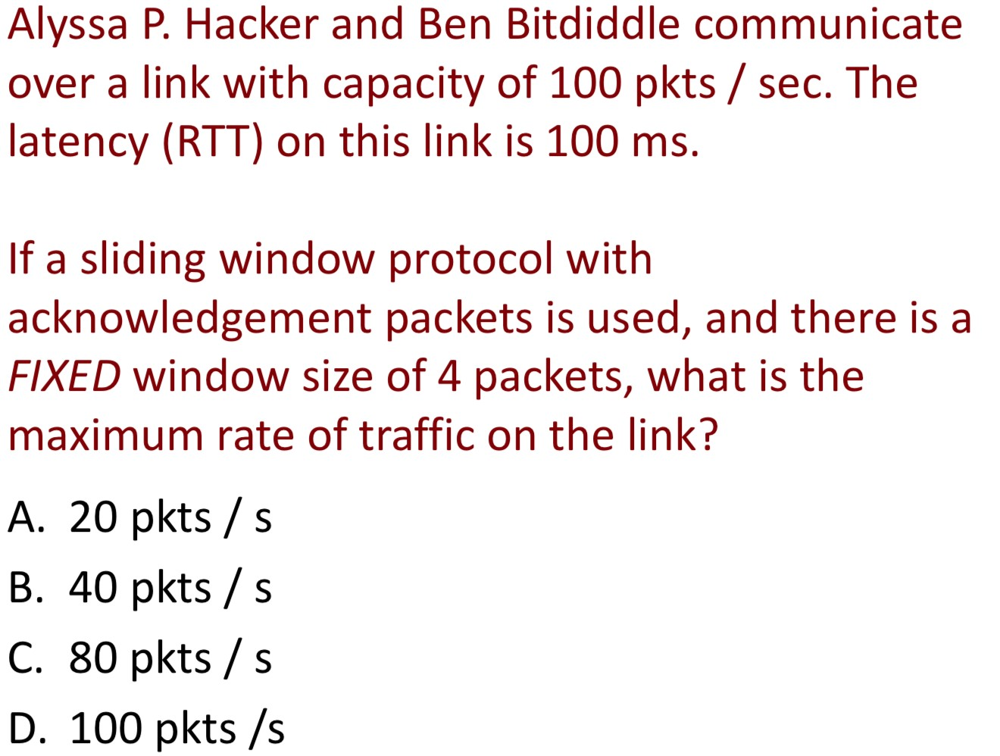 Alyssa P. Hacker and Ben Bitdiddle communicate
over a link with capacity of 100 pkts / sec. The
latency (RTT) on this link is 100 ms.
If a sliding window protocol with
acknowledgement packets is used, and there is a
FIXED window size of 4 packets, what is the
maximum rate of traffic on the link?
A. 20 pkts / s
B. 40 pkts / s
C. 80 pkts / s
D. 100 pkts /s